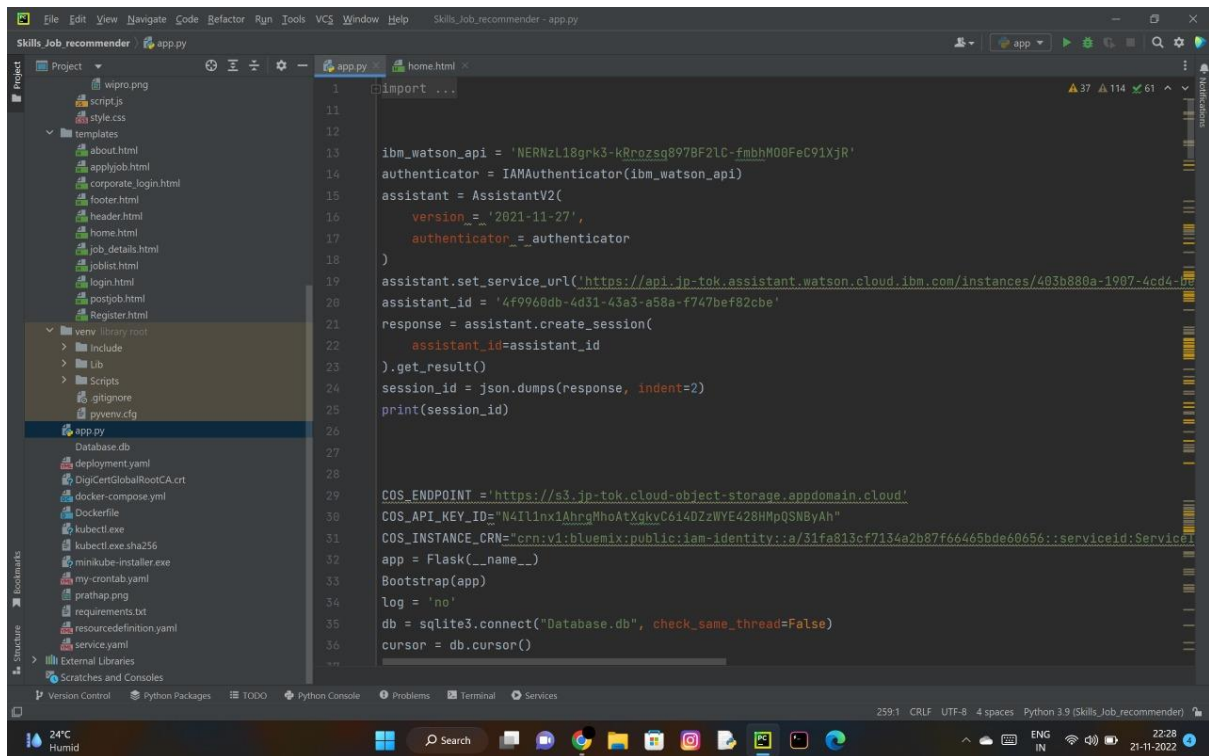 File Edit View Navigate Code Refactor Run Tools VCS Window Help Skills_Job_recommender - app.py
Skills_Job_recommender app.py app
Project app.py home.html
wipro.png
script.js
style.css
templates
about.html
applyjob.html
corporate_login.html
footer.html
header.html
home.html
job_details.html
joblist.html
login.html
postjob.html
Register.html
venv library root
Include
Lib
Scripts
.gitignore
pyvenv.cfg
app.py
Database.db
deployment.yaml
DigiCertGlobalRootCA.crt
docker-compose.yml
Dockerfile
kubectl.exe
kubectl.exe.sha256
minikube-installer.exe
my-crontab.yaml
prathap.png
requirements.txt
resourcedefinition.yaml
service.yaml
External Libraries
Scratches and Consoles
Project
Bookmarks
Structure
37 114 61
Notifications
1 import ...
11
12
13 ibm_watson_api = 'NERNzL18grk3-kRrozsq897BF2lC-fmbhMO0FeC91XjR'
14 authenticator = IAMAuthenticator(ibm_watson_api)
15 assistant = AssistantV2(
16 version = '2021-11-27',
17 authenticator = authenticator
18 )
19 assistant.set_service_url('https://api.jp-tok.assistant.watson.cloud.ibm.com/instances/403b880a-1907-4cd4-be
20 assistant_id = '4f9960db-4d31-43a3-a58a-f747bef82cbe'
21 response = assistant.create_session(
22 assistant_id=assistant_id
23 ).get_result()
24 session_id = json.dumps(response, indent=2)
25 print(session_id)
26
27
28
29 COS_ENDPOINT ='https://s3.jp-tok.cloud-object-storage.appdomain.cloud'
30 COS_API_KEY_ID="N4Il1nx1AhrgMhoAtXgkvC6i4DZzWYE428HMpQSNByAh"
31 COS_INSTANCE_CRN="crn:v1:bluemix:public:iam-identity::a/31fa813cf7134a2b87f66465bde60656::serviceid:ServiceI
32 app = Flask(__name__)
33 Bootstrap(app)
34 log = 'no'
35 db = sqlite3.connect("Database.db", check_same_thread=False)
36 cursor = db.cursor()
37
Version Control Python Packages TODO Python Console Problems Terminal Services
259:1 CRLF UTF-8 4 spaces Python 3.9 (Skills_Job_recommender)
24°C
Humid
Search
ENG
IN
22:28
21-11-2022
4